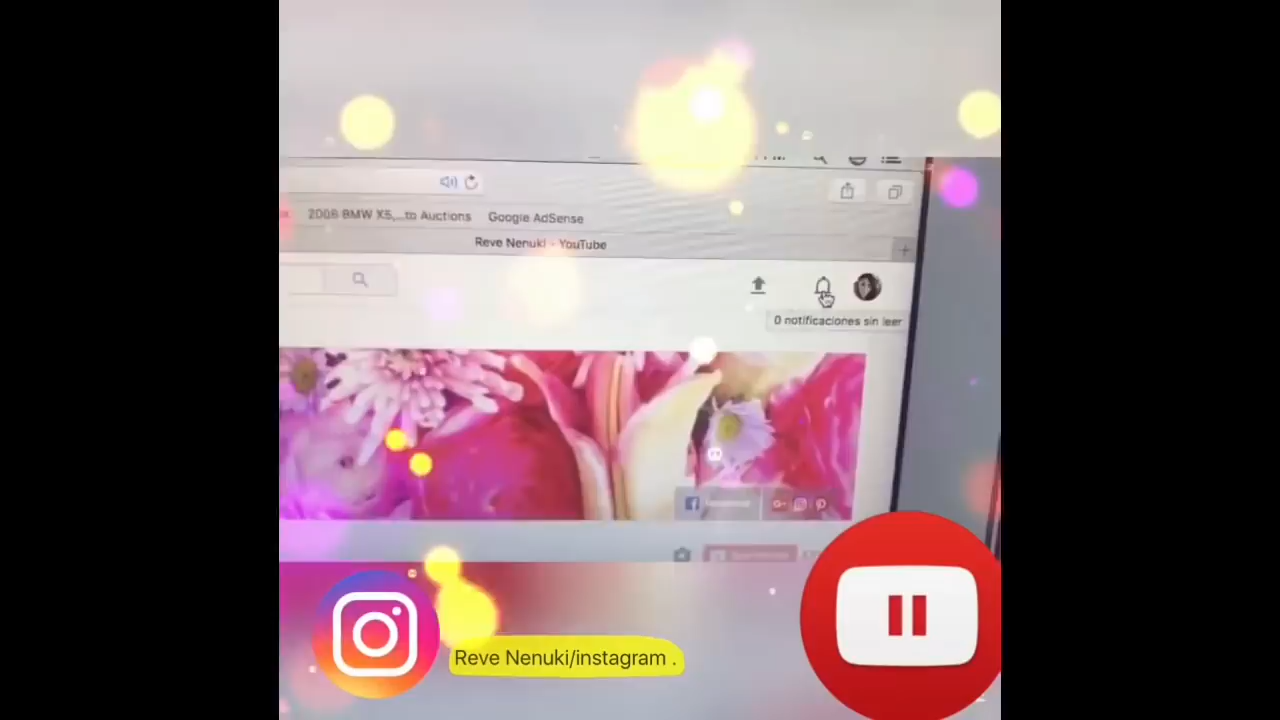 2008 BMW X5,...to Auctions Google AdSense
Reve Nenuki - YouTube
0 notificaciones sin leer
Reve Nenuki/instagram .